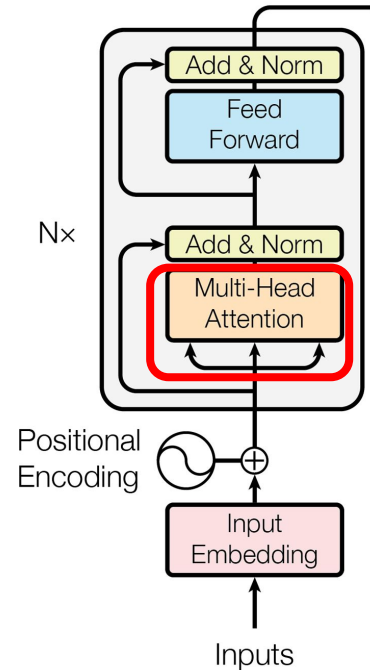 Add & Norm
Feed
Forward
N×
Add & Norm
Multi-Head
Attention
Positional
Encoding
Input
Embedding
Inputs